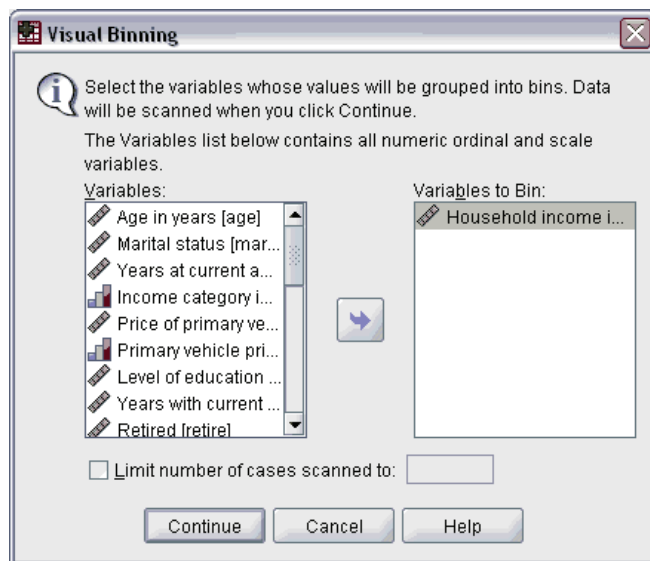 Visual Binning
Select the variables whose values will be grouped into bins. Data
will be scanned when you click Continue.
The Variables list below contains all numeric ordinal and scale
variables.
Variables:
Age in years [age]
Marital status [mar...
Years at current a...
Income category i...
Price of primary ve...
Primary vehicle pri...
Level of education ...
Years with current ...
Retired [retire]
Variables to Bin:
Household income i...
Limit number of cases scanned to:
Continue
Cancel
Help